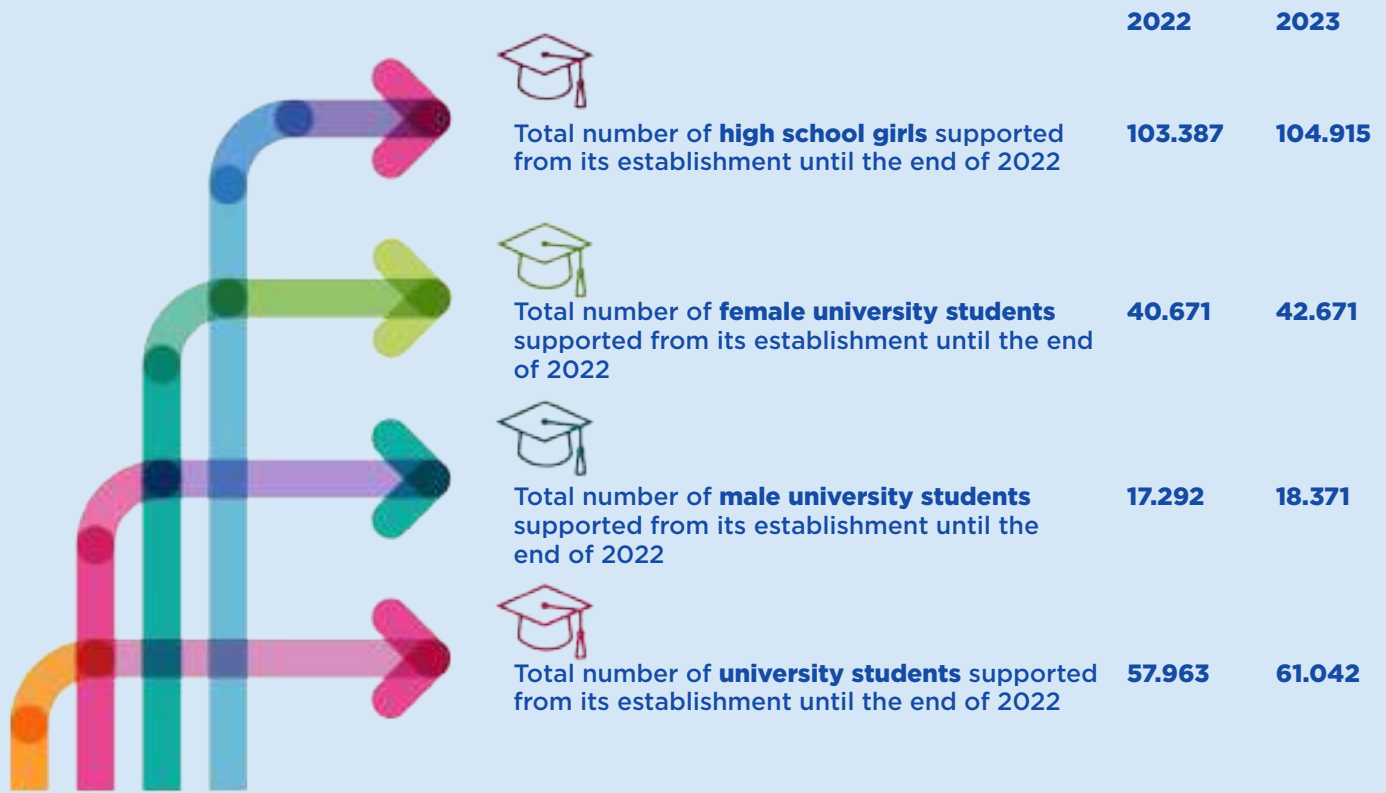 2022 2023
Total number of high school girls supported 103.387 104.915
from its establishment until the end of 2022
Total number of female university students 40.671 42.671
supported from its establishment until the end
of 2022
Total number of male university students 17.292 18.371
supported from its establishment until the
end of 2022
Total number of university students supported 57.963 61.042
from its establishment until the end of 2022